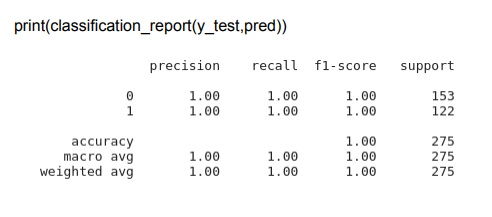 print(classification_report(y_test,pred))
precision recall f1-score support
0 1.00 1.00 1.00 153
1 1.00 1.00 1.00 122
accuracy 1.00 275
macro avg 1.00 1.00 1.00 275
weighted avg 1.00 1.00 1.00 275